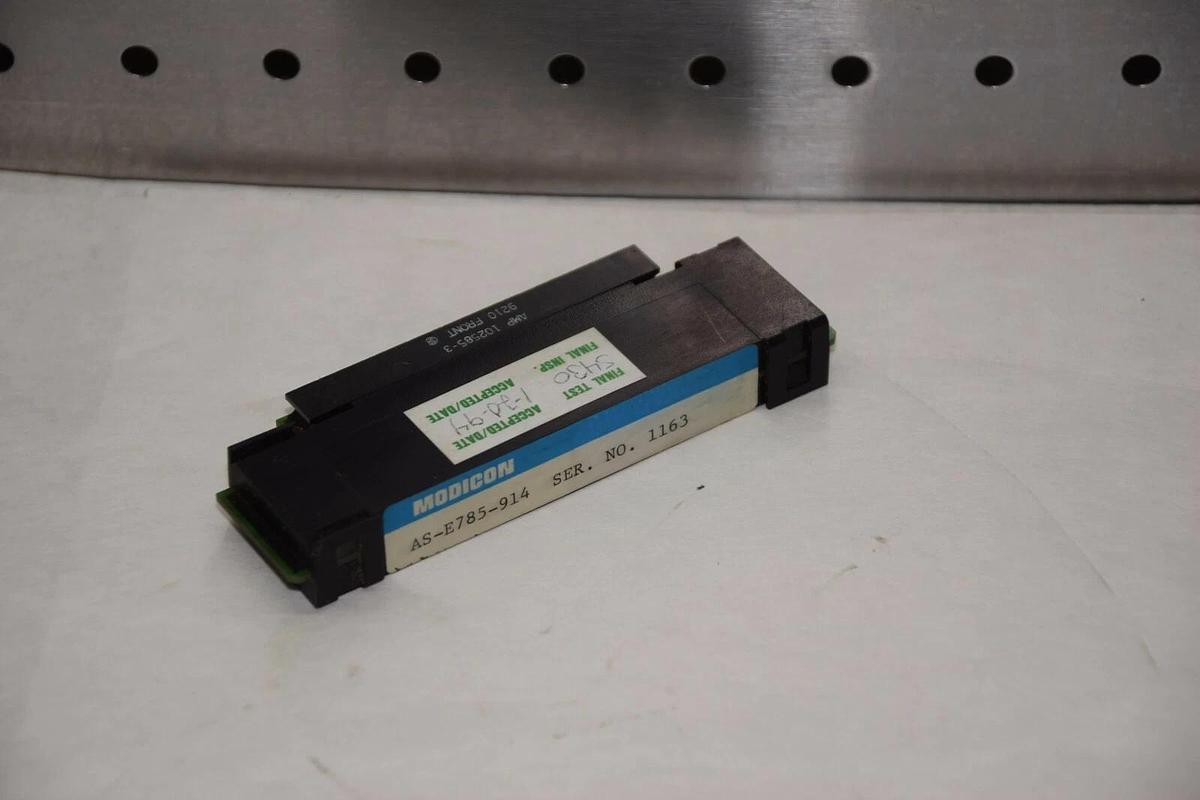 MODICON
AS-E785-914 SER. NO. 1163
FINAL TEST ACCEPTED/DATE
5430 1-20-94
FINAL INSP. ACCEPTED/DATE
AMP 102585-3
9210 FRONT